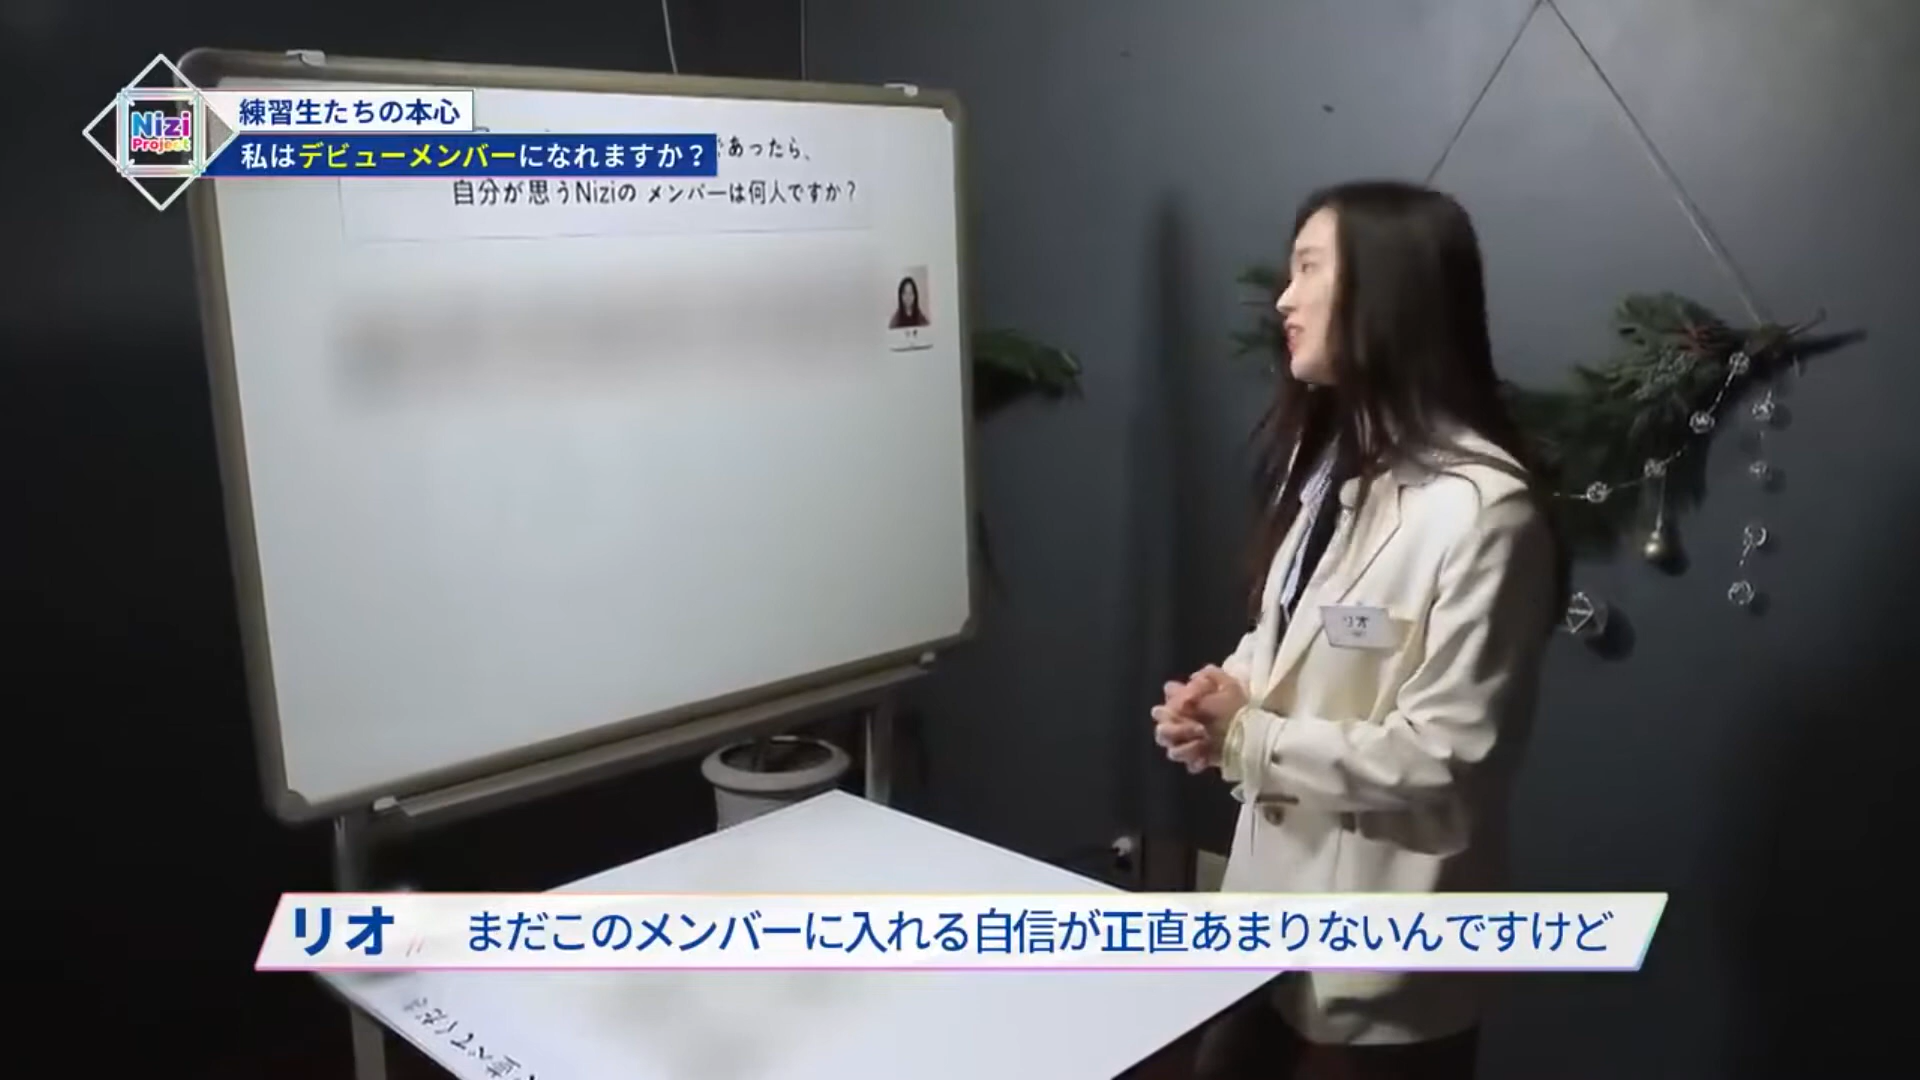 Nizi
Project
練習生たちの本心
私はデビューメンバーになれますか？
あったら、
自分が思うNiziの メンバーは何人ですか？
リオ
リオ まだこのメンバーに入れる自信が正直あまりないんですけど